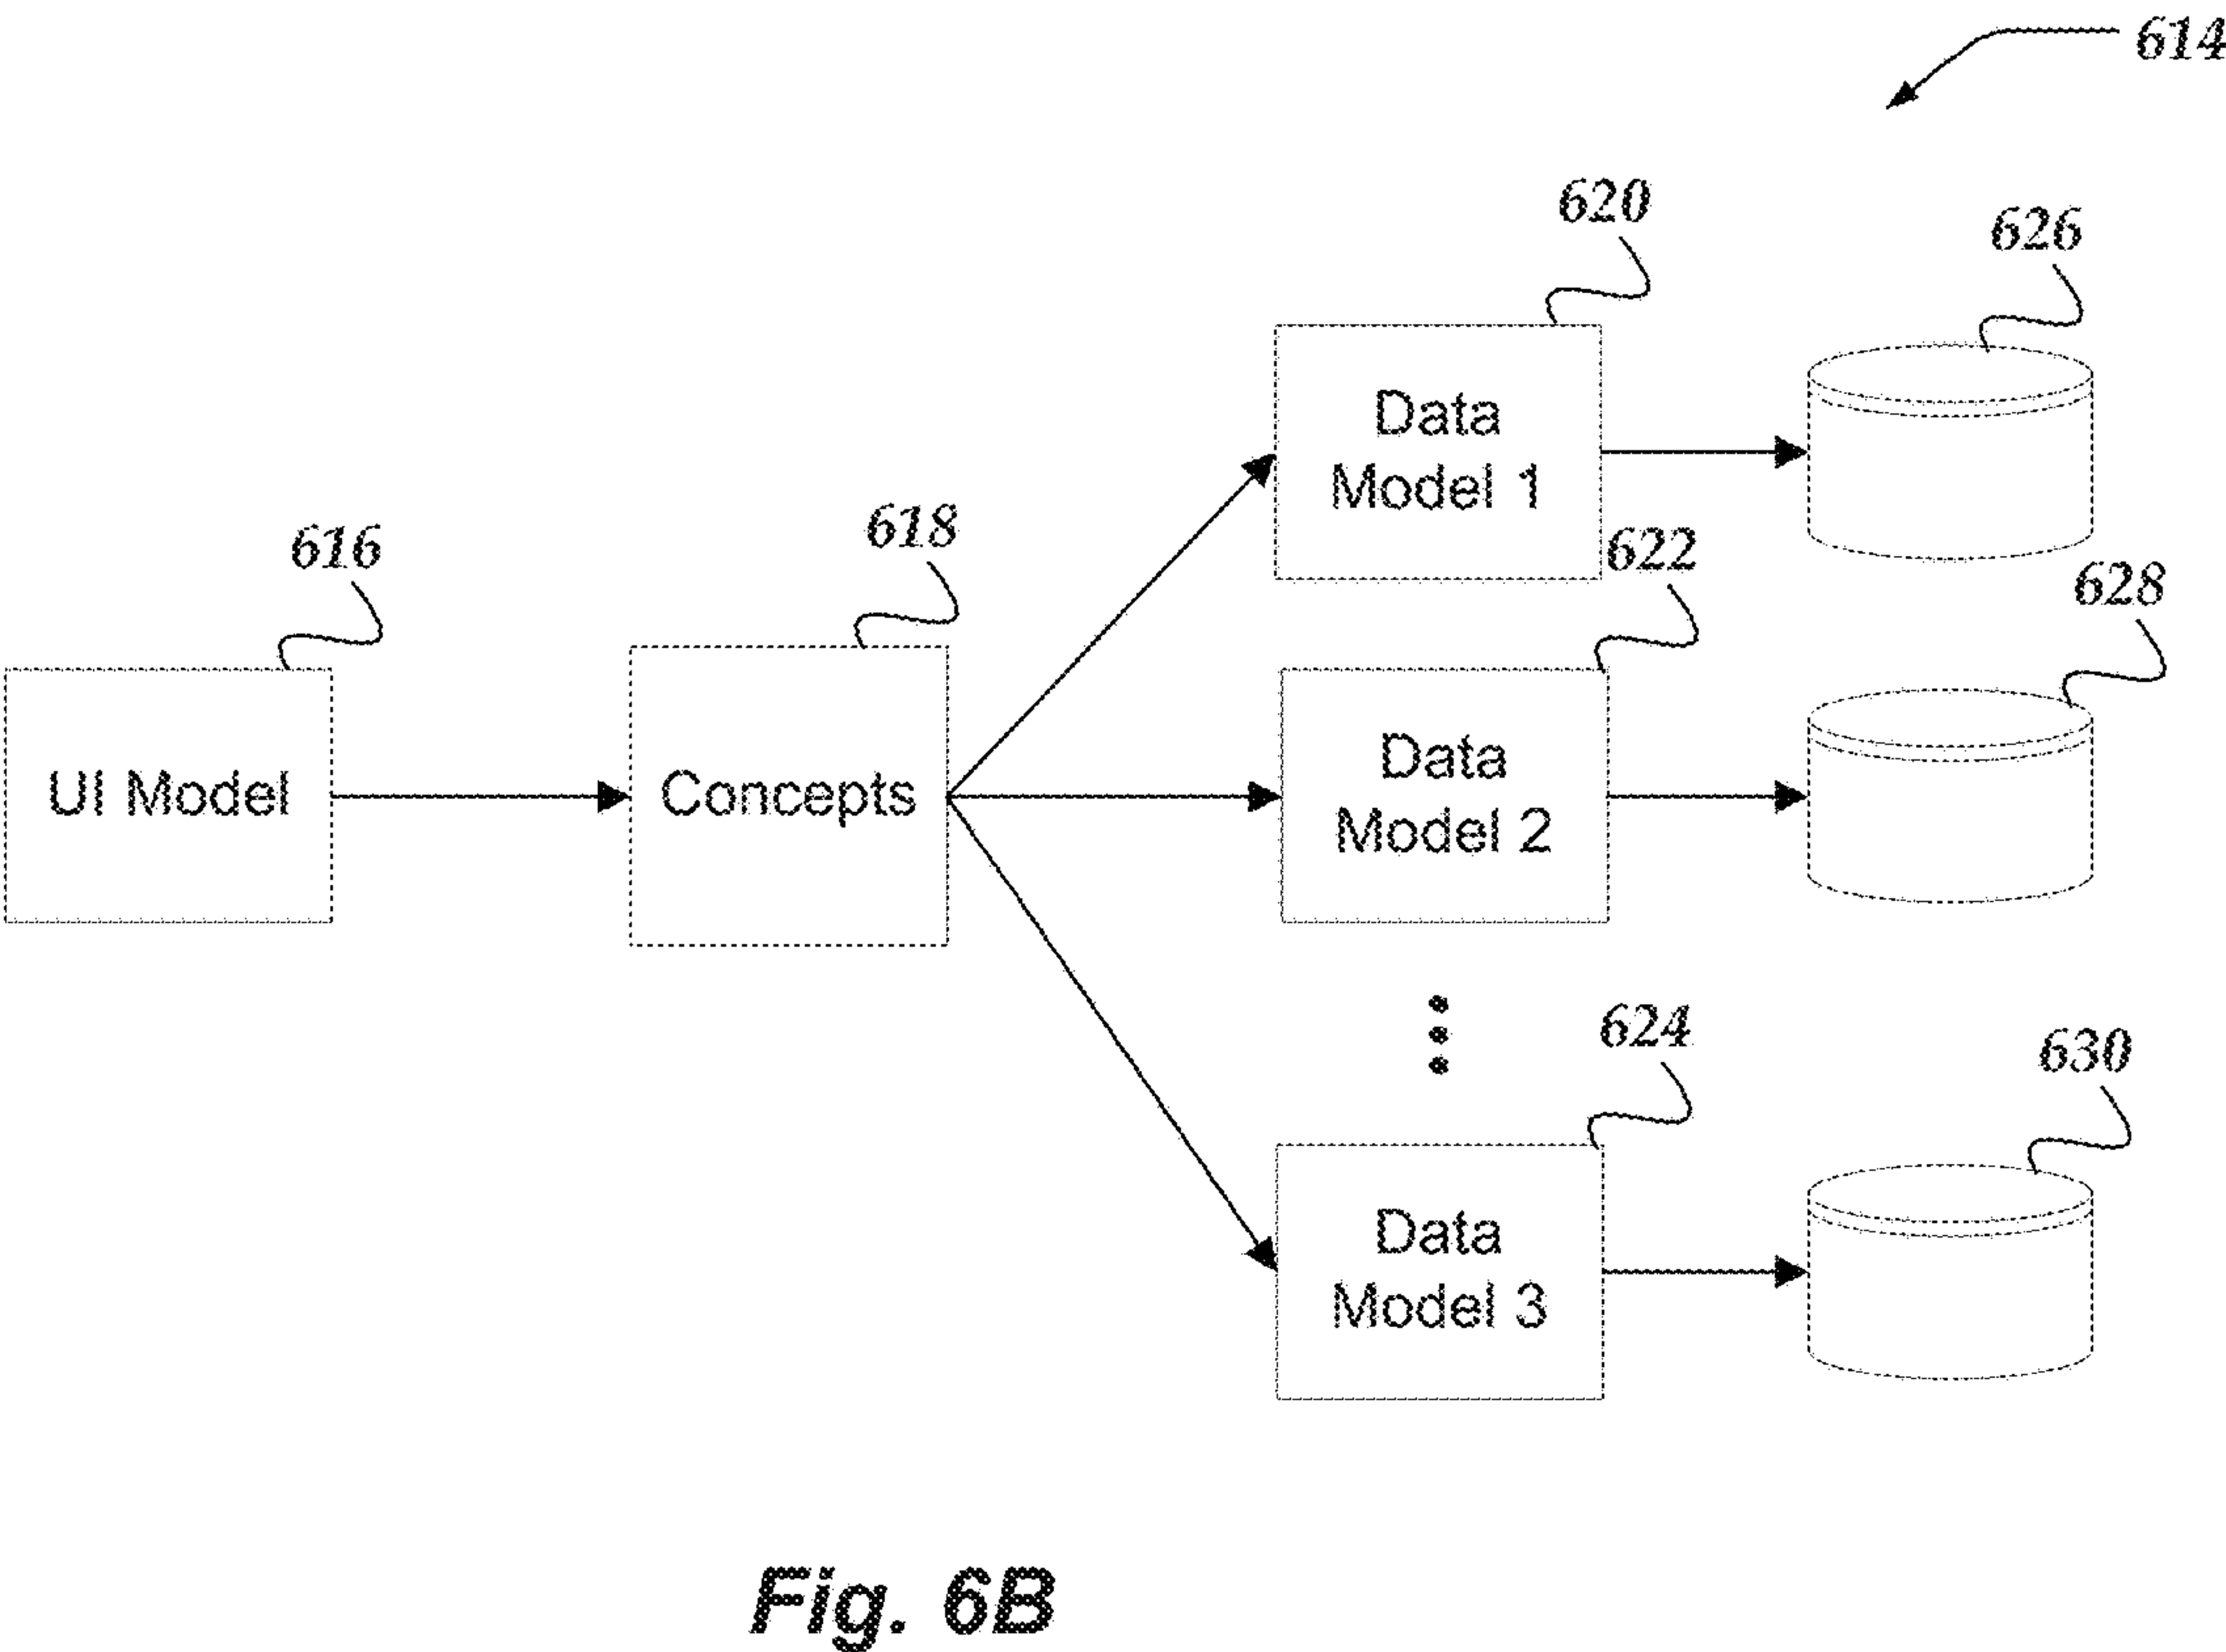 614
620
626
Data
Model 1
616
618
622
628
UI Model
Concepts
Data
Model 2
624
630
Data
Model 3
Fig. 6B